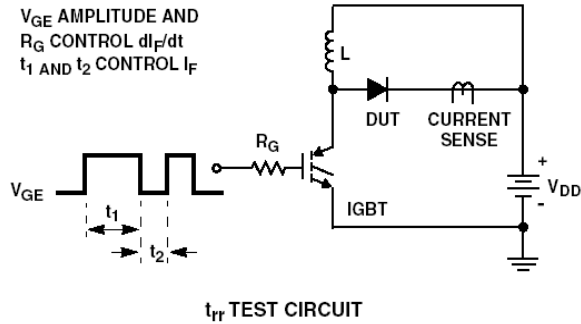 VGE AMPLITUDE AND
RG CONTROL dIF/dt
t1 AND t2 CONTROL IF
L
DUT
CURRENT
SENSE
RG
+
VDD
-
VGE
IGBT
t1
t2
trr TEST CIRCUIT